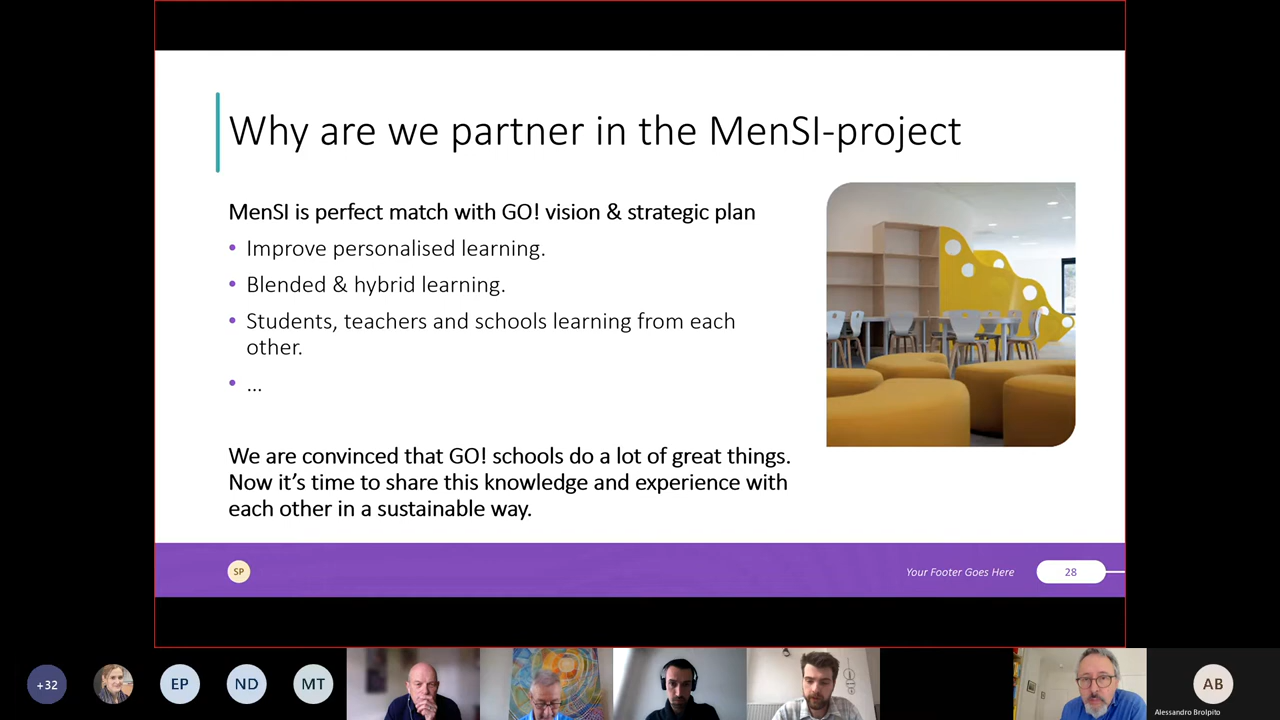 Why are we partner in the MenSI-project
MenSI is perfect match with GO! vision & strategic plan
• Improve personalised learning.
• Blended & hybrid learning.
• Students, teachers and schools learning from each
other.
• ...
We are convinced that GO! schools do a lot of great things.
Now it's time to share this knowledge and experience with
each other in a sustainable way.
SP
Your Footer Goes Here
28
+32
EP
ND
MT
AB
Alessandro Brolpito